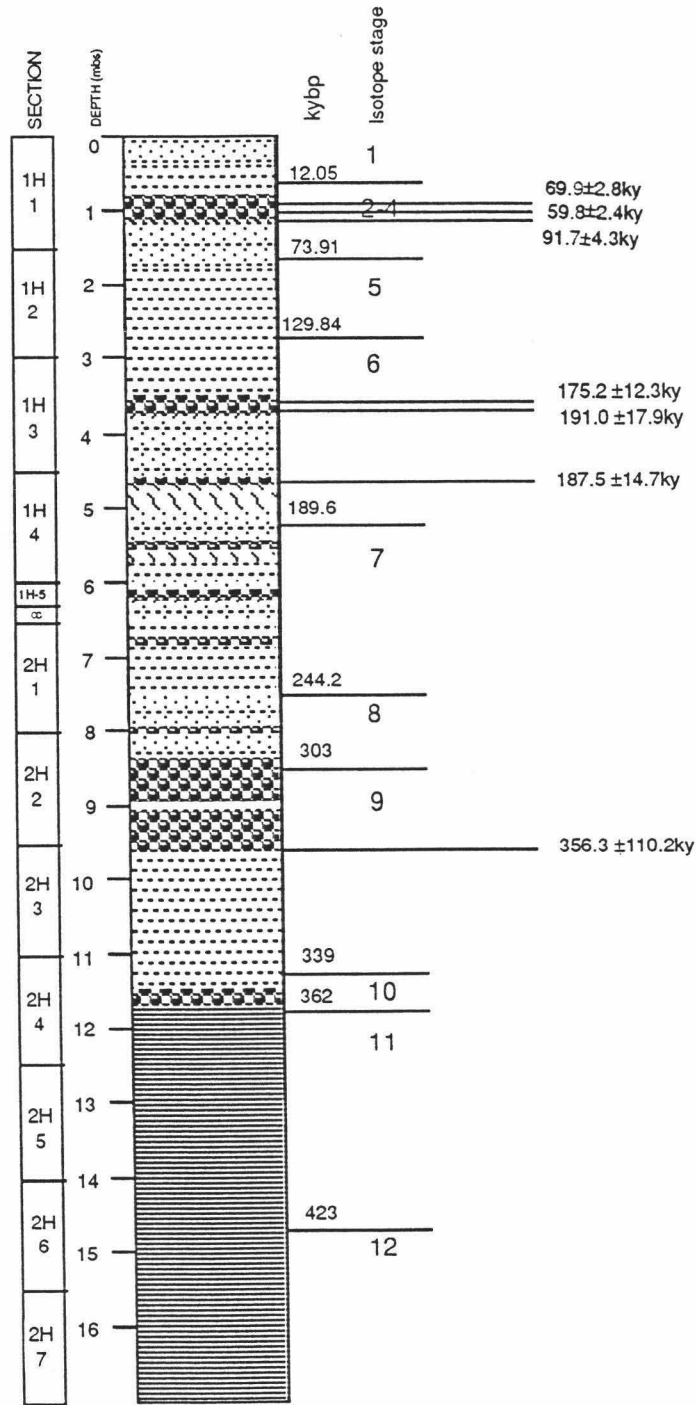 SECTION
DEPTH (mbs)
kybp
Isotope stage
0
1
1H
1
12.05
69.9±2.8ky
1
2-4
59.8±2.4ky
91.7±4.3ky
73.91
1H
2
2
5
129.84
3
6
1H
3
175.2 ±12.3ky
191.0 ±17.9ky
4
187.5 ±14.7ky
1H
4
5
189.6
7
6
1H-5
cc
2H
1
7
244.2
8
8
303
2H
2
9
9
356.3 ±110.2ky
2H
3
10
11
339
10
2H
4
362
12
11
2H
5
13
14
423
2H
6
12
15
2H
7
16